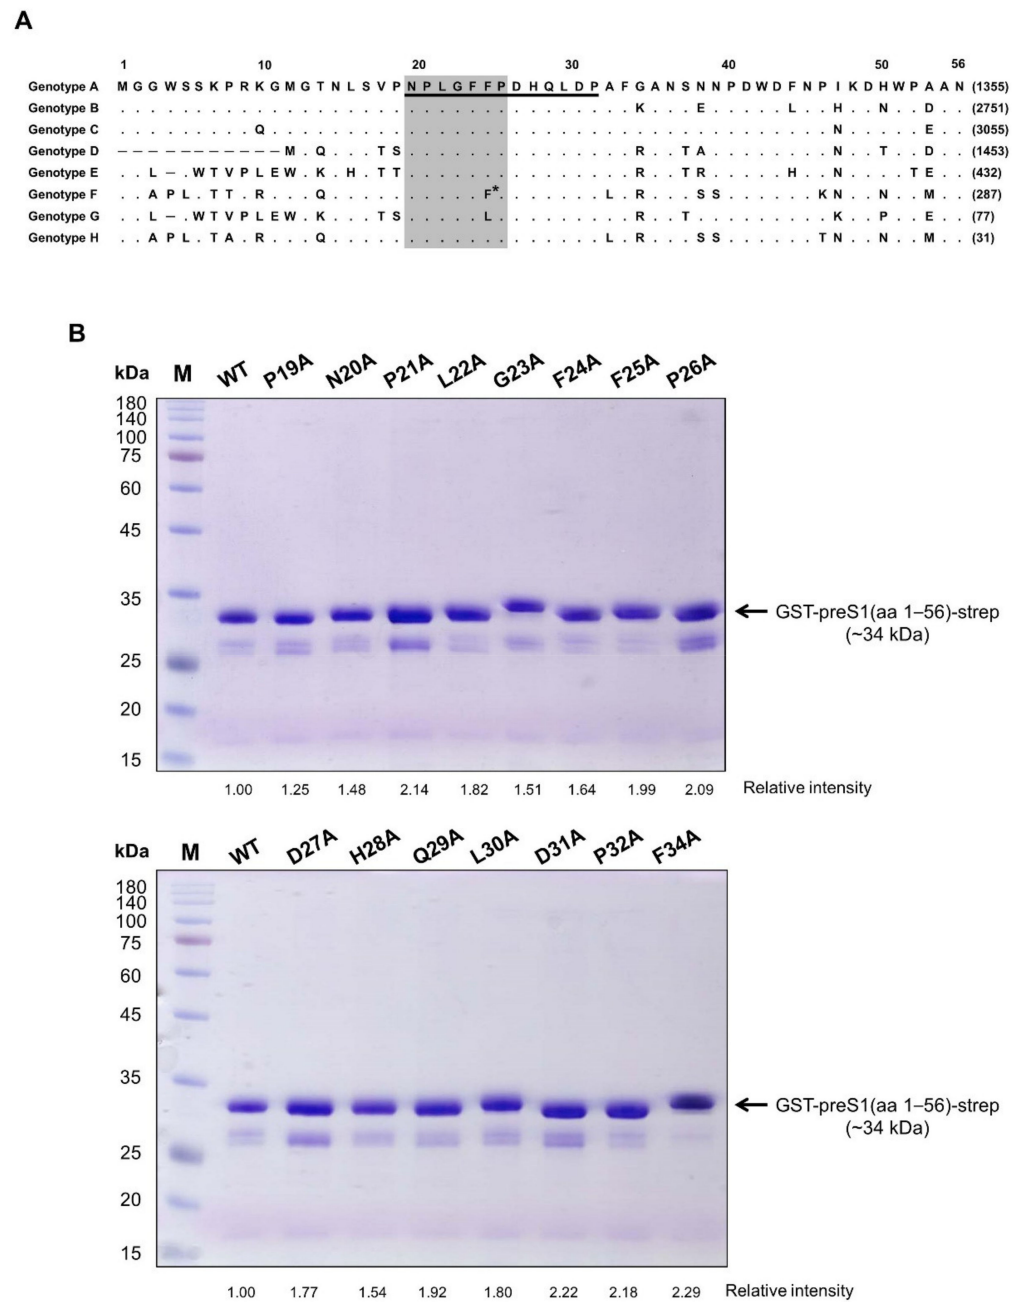 A
1 10 20 30 40 50 56
Genotype A M G G W S S K P R K G M G T N L S V P N P L G F F P D H Q L D P A F G A N S N N P D W D F N P I K D H W P A A N (1355)
Genotype B . . . . . . . . . . . . . . . . . . . . . . . . . . . . . . . . . . K . . . E . . . . . L . . H . . N . . D . . (2751)
Genotype C . . . . . . . . . Q . . . . . . . . . . . . . . . . . . . . . . . . . . . . . . . . . . . . . N . . . . . E . . (3055)
Genotype D – – – – – – – – – – – M . Q . . . T S . . . . . . . . . . . . . . . R . . T A . . . . . . . . N . . T . . D . . (1453)
Genotype E . . L – . W T V P L E W . K . H . T T . . . . . . . . . . . . . . . R . . T R . . . . . H . . N . . . . T E . . (432)
Genotype F . . A P L . T T . R . . . Q . . . . . . . . . . F* . . . . . . . L . R . . . S S . . . . . . K N . . N . . M . . (287)
Genotype G . . L – . W T V P L E W . K . . . T S . . . . . L . . . . . . . . . R . . T . . . . . . . . . K . . P . . E . . (77)
Genotype H . . A P L . T A . R . . . Q . . . . . . . . . . . . . . . . . . L . R . . . S S . . . . . . T N . . N . . M . . (31)
B
kDa M WT P19A N20A P21A L22A G23A F24A F25A P26A
180
140
100
75
60
45
35
GST-preS1(aa 1–56)-strep
(~34 kDa)
25
20
15
1.00 1.25 1.48 2.14 1.82 1.51 1.64 1.99 2.09 Relative intensity
kDa M WT D27A H28A Q29A L30A D31A P32A F34A
180
140
100
75
60
45
35
GST-preS1(aa 1–56)-strep
(~34 kDa)
25
20
15
1.00 1.77 1.54 1.92 1.80 2.22 2.18 2.29 Relative intensity